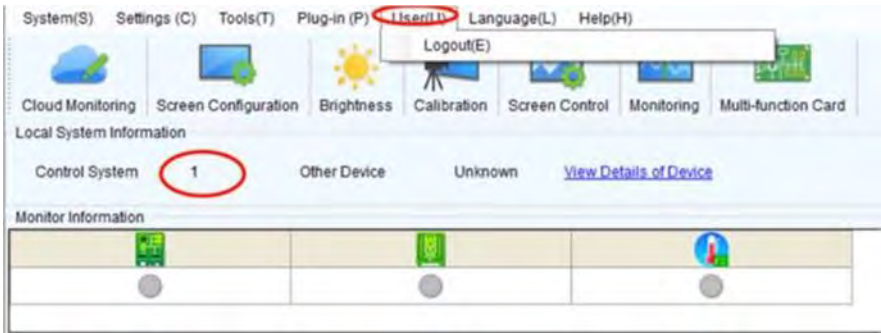 System(S) Settings (C) Tools(T) Plug-in (P) User(U) Language(L) Help(H)
Logout(E)
Cloud Monitoring Screen Configuration Brightness Calibration Screen Control Monitoring Multi-function Card
Local System Information
Control System 1 Other Device Unknown View Details of Device
Monitor Information